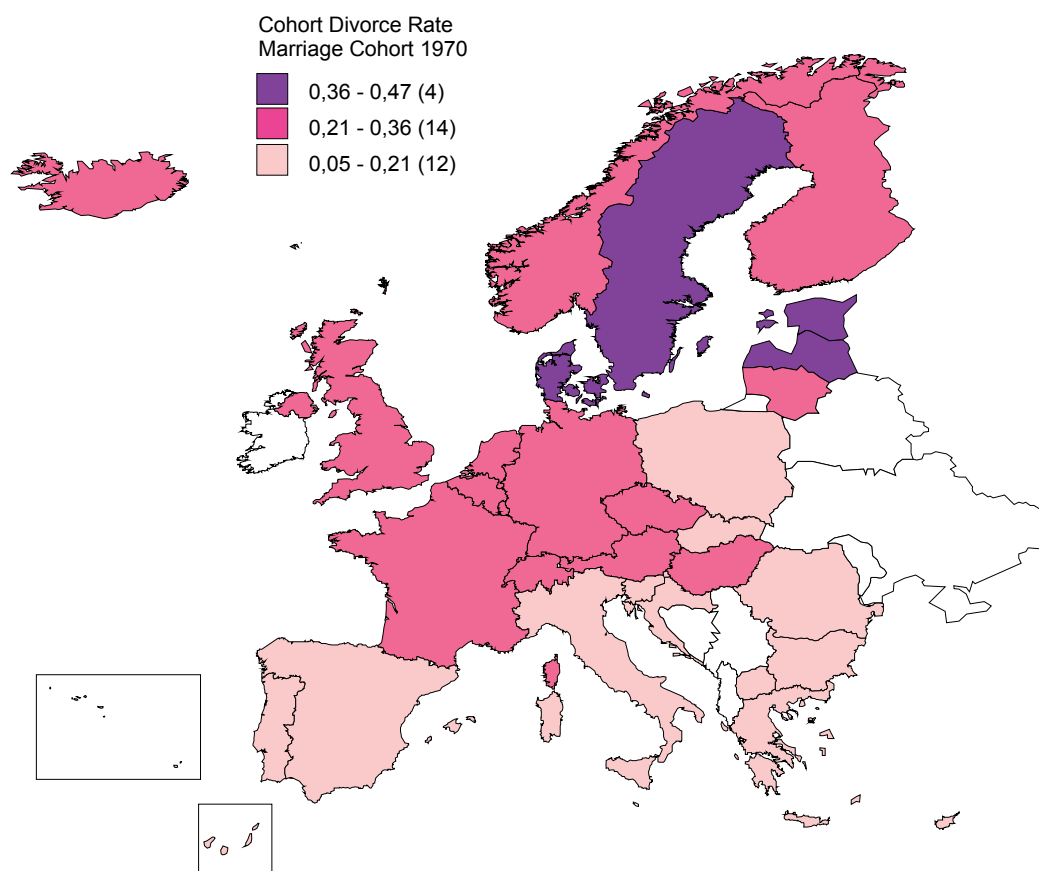 Cohort Divorce Rate
Marriage Cohort 1970
0,36 - 0,47 (4)
0,21 - 0,36 (14)
0,05 - 0,21 (12)